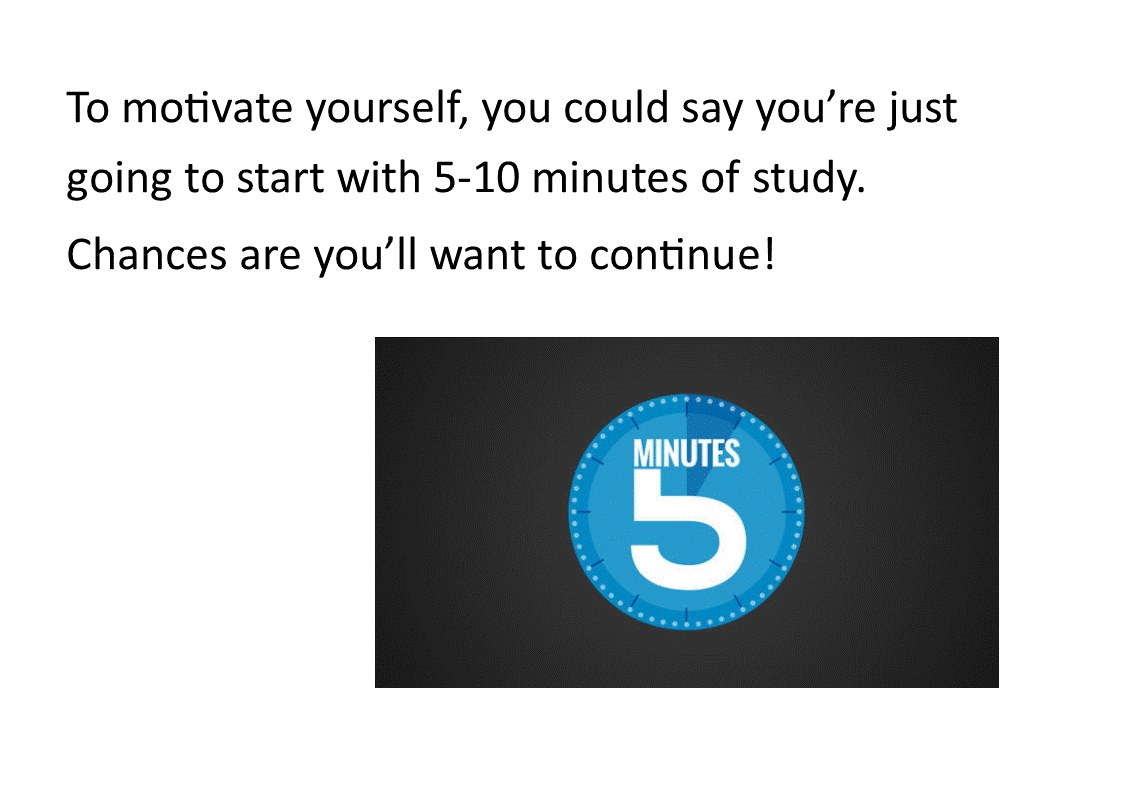 To motivate yourself, you could say you’re just
going to start with 5-10 minutes of study.
Chances are you’ll want to continue!
MINUTES
5